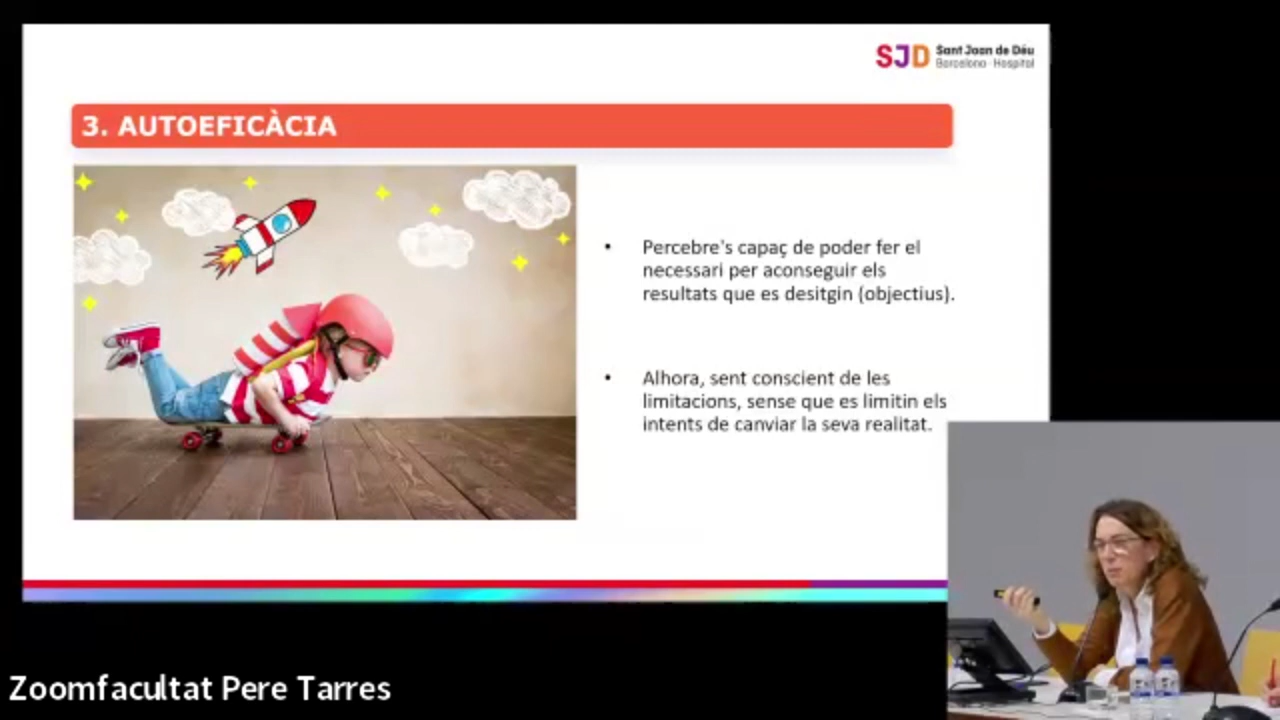 SJD Sant Joan de Déu
Barcelona · Hospital
3. AUTOEFICÀCIA
• Percebre's capaç de poder fer el
necessari per aconseguir els
resultats que es desitgin (objectius).
• Alhora, sent conscient de les
limitacions, sense que es limitin els
intents de canviar la seva realitat.
Zoomfacultat Pere Tarres